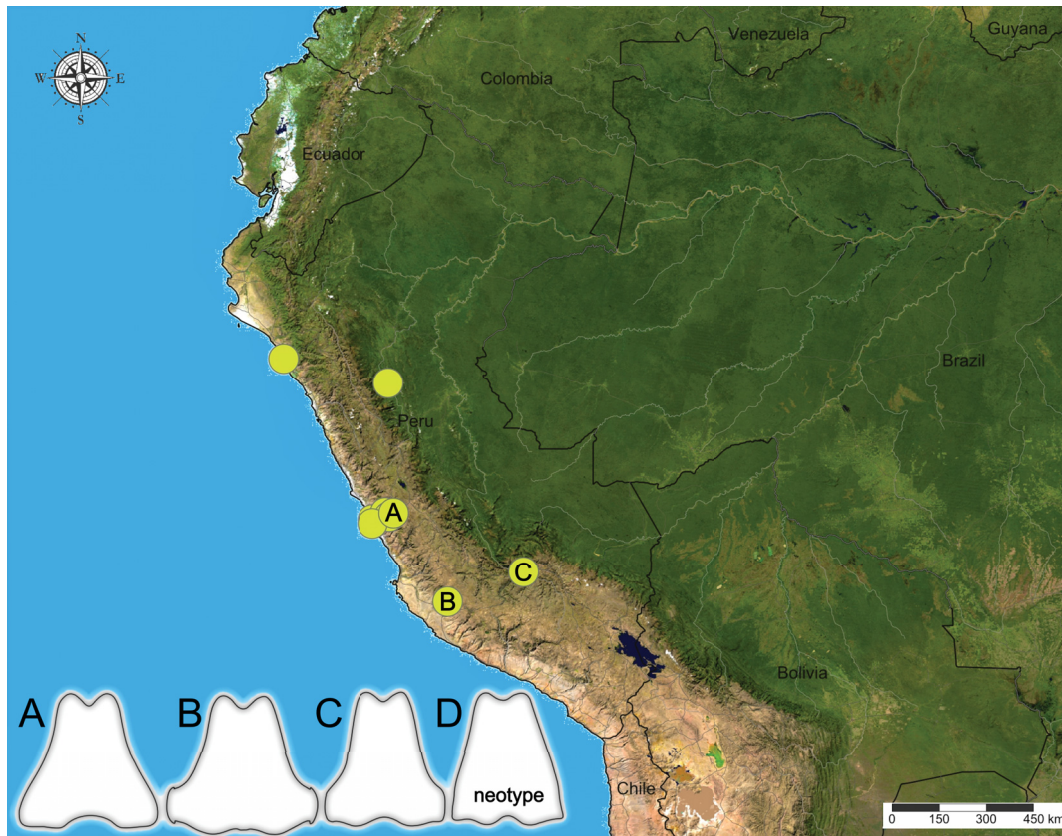 Venezuela
Guyana
N
W E
S
Colombia
Ecuador
Brazil
Peru
A
C
B
Bolivia
A B C D
neotype
Chile
0 150 300 450 km